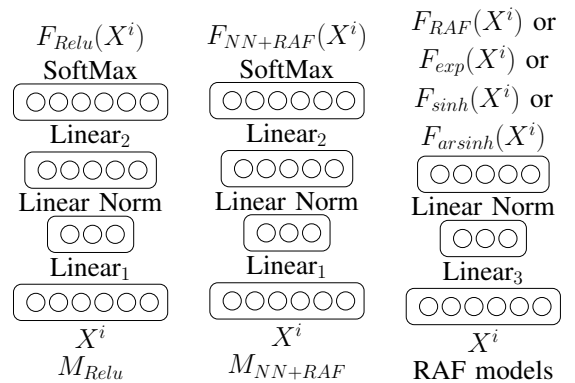 F_{Relu}(X^i)
SoftMax
Linear_2
Linear Norm
Linear_1
X^i
M_{Relu}
F_{NN+RAF}(X^i)
SoftMax
Linear_2
Linear Norm
Linear_1
X^i
M_{NN+RAF}
F_{RAF}(X^i) or
F_{exp}(X^i) or
F_{sinh}(X^i) or
F_{arsinh}(X^i)
Linear Norm
Linear_3
X^i
RAF models